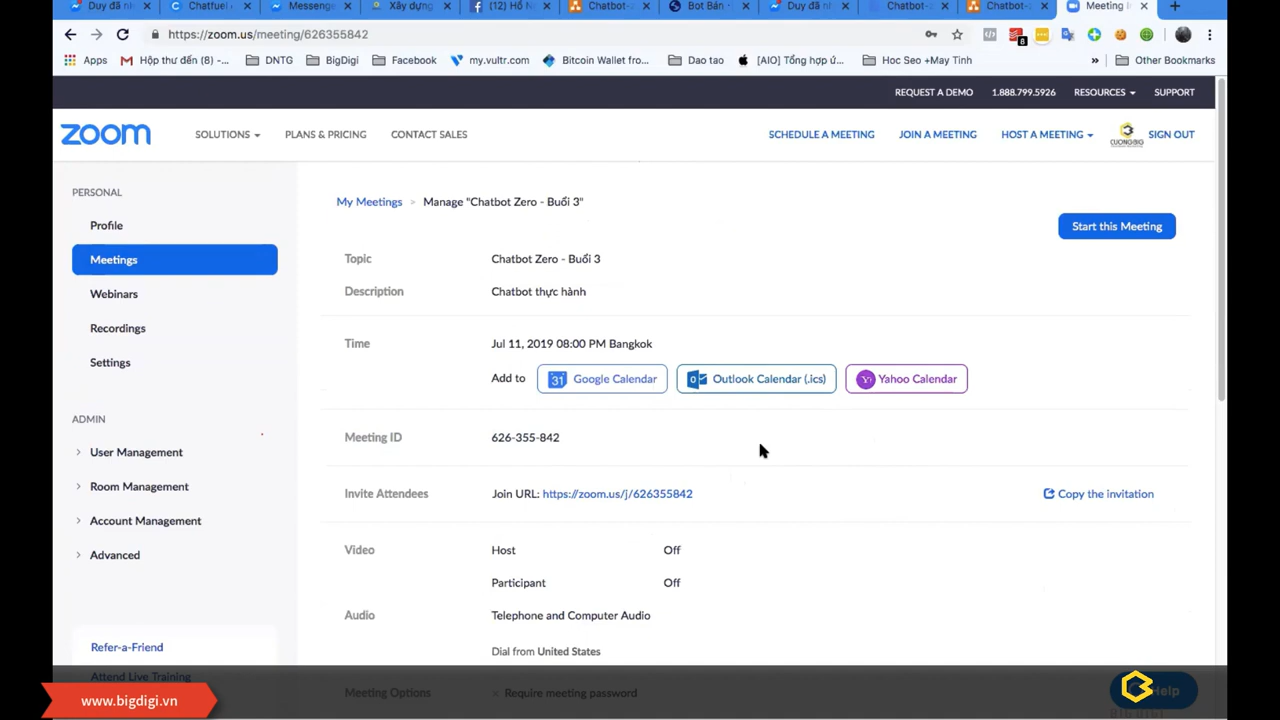 Duy đã nh
Chatfuel
Messenge
Xây dựng
(12) Hồ N
Chatbot-
Bot Bán
Duy đã nh
Chatbot-
Chatbot-
Meeting I
https://zoom.us/meeting/626355842
8
Apps
Hộp thư đến (8) -...
DNTG
BigDigi
Facebook
my.vultr.com
Bitcoin Wallet fro...
Dao tao
[AIO] Tổng hợp ứ...
Hoc Seo +May Tinh
»
Other Bookmarks
REQUEST A DEMO
1.888.799.5926
RESOURCES
SUPPORT
zoom
SOLUTIONS
PLANS & PRICING
CONTACT SALES
SCHEDULE A MEETING
JOIN A MEETING
HOST A MEETING
CUONGBIG
SIGN OUT
PERSONAL
Profile
Meetings
Webinars
Recordings
Settings
ADMIN
User Management
Room Management
Account Management
Advanced
Refer-a-Friend
Attend Live Training
My Meetings > Manage "Chatbot Zero - Buổi 3"
Start this Meeting
Topic Chatbot Zero - Buổi 3
Description Chatbot thực hành
Time Jul 11, 2019 08:00 PM Bangkok
Add to 31 Google Calendar Outlook Calendar (.ics) Yahoo Calendar
Meeting ID 626-355-842
Invite Attendees Join URL: https://zoom.us/j/626355842 Copy the invitation
Video Host Off
Participant Off
Audio Telephone and Computer Audio
Dial from United States
Meeting Options × Require meeting password
Help
www.bigdigi.vn